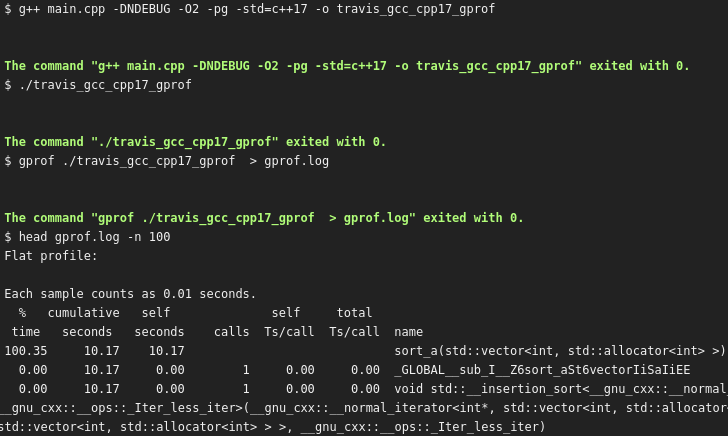 $ g++ main.cpp -DNDEBUG -O2 -pg -std=c++17 -o travis_gcc_cpp17_gprof
The command "g++ main.cpp -DNDEBUG -O2 -pg -std=c++17 -o travis_gcc_cpp17_gprof" exited with 0.
$ ./travis_gcc_cpp17_gprof
The command "./travis_gcc_cpp17_gprof" exited with 0.
$ gprof ./travis_gcc_cpp17_gprof  > gprof.log
The command "gprof ./travis_gcc_cpp17_gprof  > gprof.log" exited with 0.
$ head gprof.log -n 100
Flat profile:
Each sample counts as 0.01 seconds.
  %   cumulative   self              self     total
 time   seconds   seconds    calls  Ts/call  Ts/call  name
100.35     10.17    10.17                             sort_a(std::vector<int, std::allocator<int> >)
  0.00     10.17     0.00        1     0.00     0.00  _GLOBAL__sub_I__Z6sort_aSt6vectorIiSaIiEE
  0.00     10.17     0.00        1     0.00     0.00  void std::__insertion_sort<__gnu_cxx::__normal_
__gnu_cxx::__ops::_Iter_less_iter>(__gnu_cxx::__normal_iterator<int*, std::vector<int, std::allocator<
std::vector<int, std::allocator<int> > >, __gnu_cxx::__ops::_Iter_less_iter)